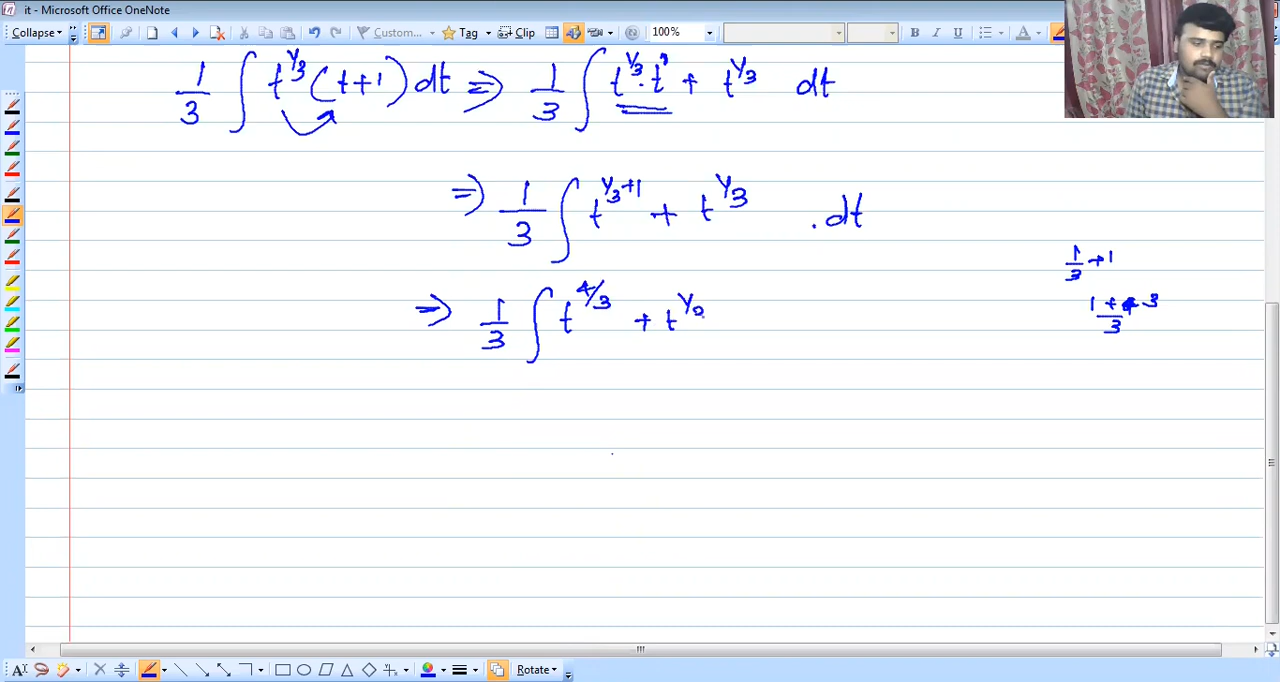 it - Microsoft Office OneNote
Collapse Custom... Tag Clip 100% B I U A
1/3 ∫ t^1/3 (t+1) dt => 1/3 ∫ t^1/3 . t^1 + t^1/3 dt
=> 1/3 ∫ t^1/3+1 + t^1/3 . dt
1/3 + 1
=> 1/3 ∫ t^4/3 + t
1 + 3 / 3
A Rotate